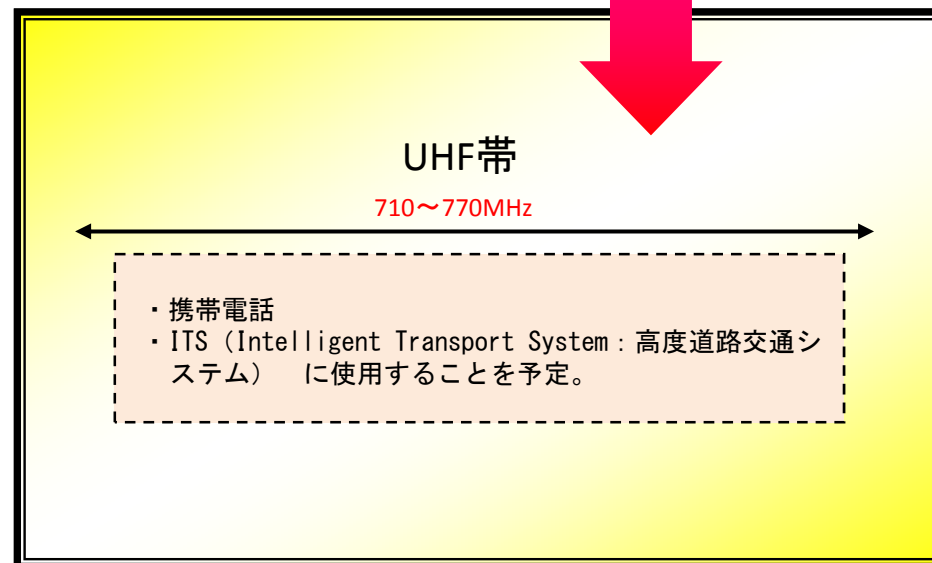 UHF帯
710～770MHz
・携帯電話
・ITS（Intelligent Transport System：高度道路交通シ
ステム）　に使用することを予定。